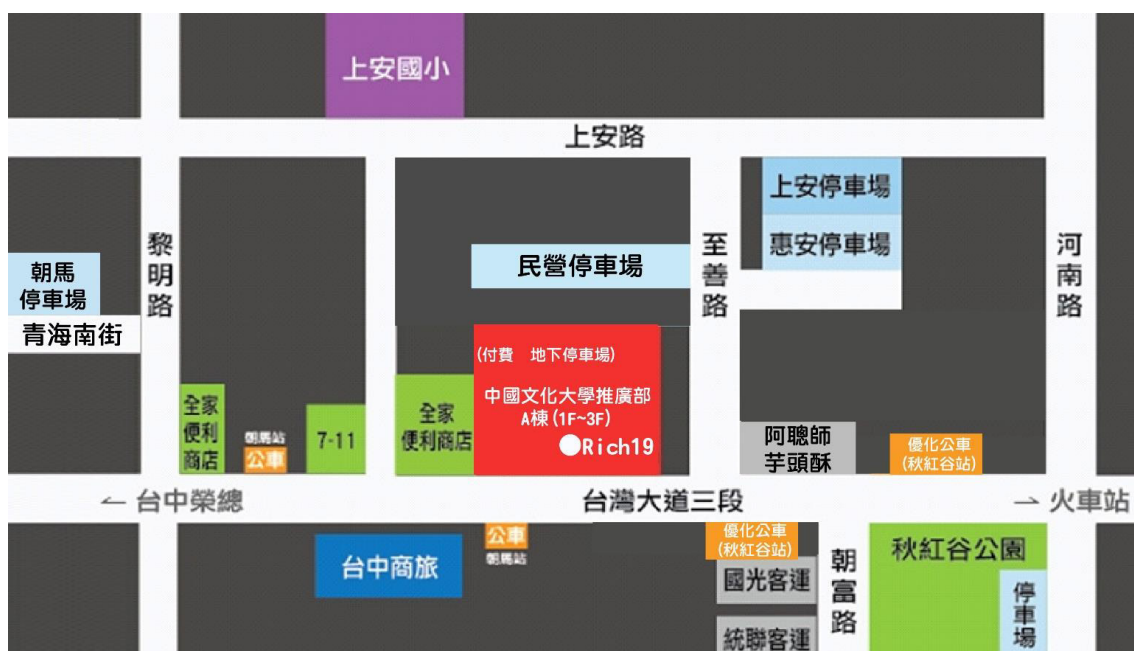 上安國小
上安路
上安停車場
惠安停車場
黎明路
至善路
河南路
民營停車場
朝馬
停車場
青海南街
(付費 地下停車場)
中國文化大學推廣部
A棟(1F~3F)
●Rich19
全家
便利
商店
朝馬站
公車
7-11
全家
便利商店
阿聰師
芋頭酥
優化公車
(秋紅谷站)
← 台中榮總
台灣大道三段
→ 火車站
公車
朝馬站
台中商旅
優化公車
(秋紅谷站)
國光客運
統聯客運
朝富路
秋紅谷公園
停車場